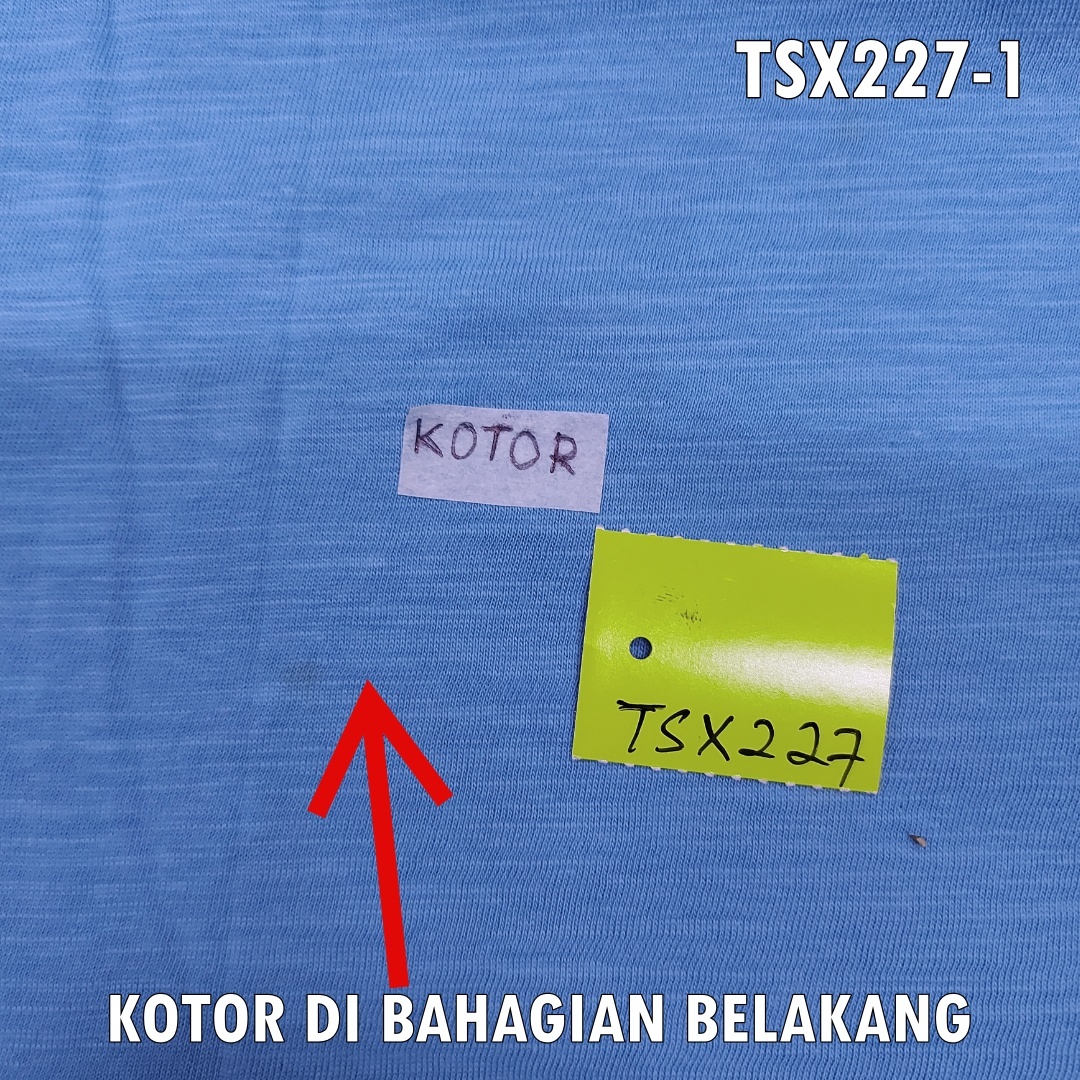 TSX227-1
KOTOR
TSX227
KOTOR DI BAHAGIAN BELAKANG